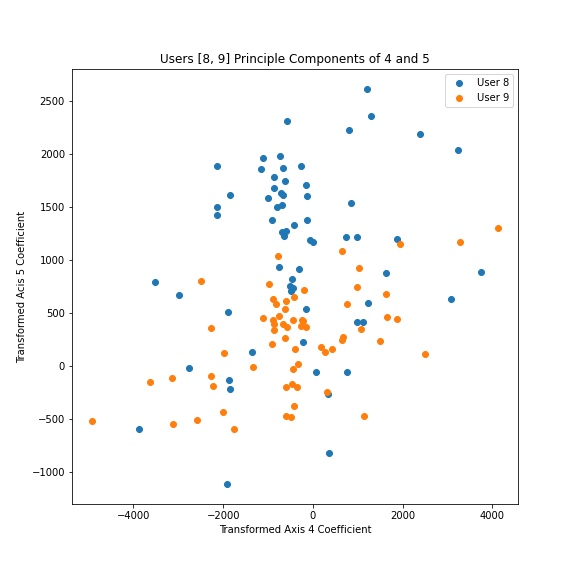 Users [8, 9] Principle Components of 4 and 5
User 8
User 9
2500
2000
1500
1000
500
0
−500
−1000
Transformed Acis 5 Coefficient
−4000
−2000
0
2000
4000
Transformed Axis 4 Coefficient